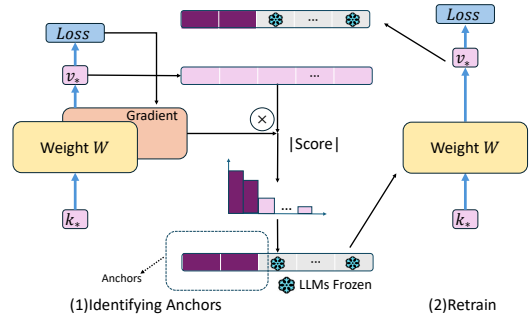 Loss
v*
Gradient
Weight W
k*
...
...
×
|Score|
...
...
Anchors
LLMs Frozen
(1)Identifying Anchors
Loss
v*
Weight W
k*
(2)Retrain